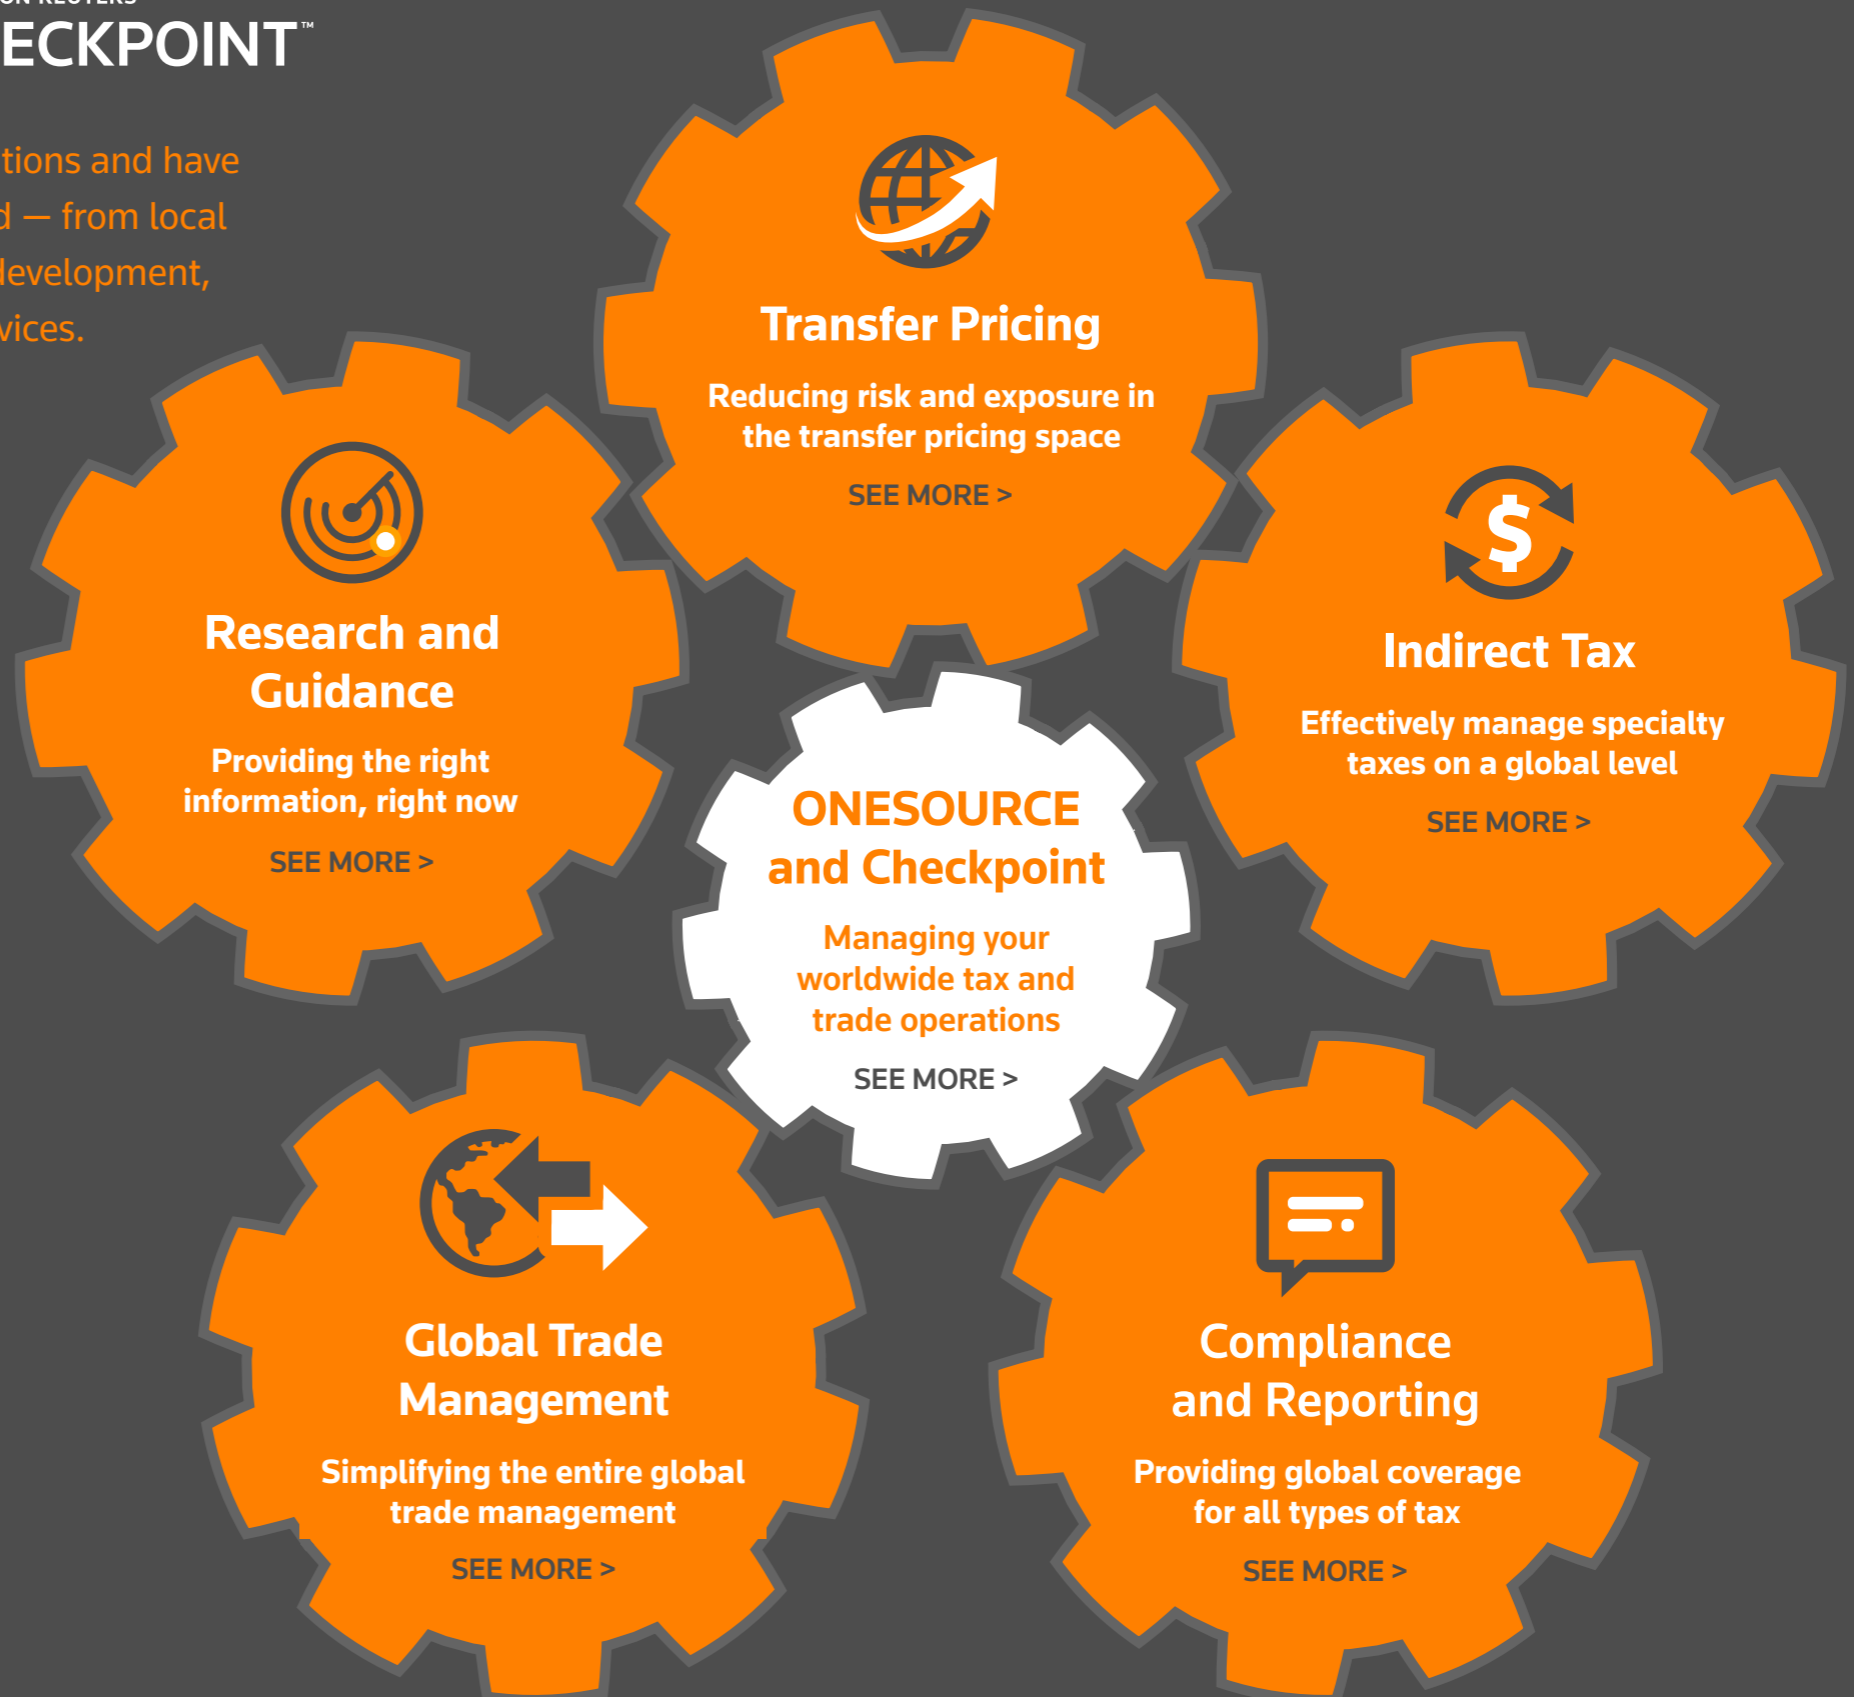 ECKPOINT™
tions and have
— from local
development,
vices.
Transfer Pricing
Reducing risk and exposure in
the transfer pricing space
SEE MORE >
Research and
Guidance
Providing the right
information, right now
SEE MORE >
Indirect Tax
Effectively manage specialty
taxes on a global level
SEE MORE >
ONESOURCE
and Checkpoint
Managing your
worldwide tax and
trade operations
SEE MORE >
Global Trade
Management
Simplifying the entire global
trade management
SEE MORE >
Compliance
and Reporting
Providing global coverage
for all types of tax
SEE MORE >